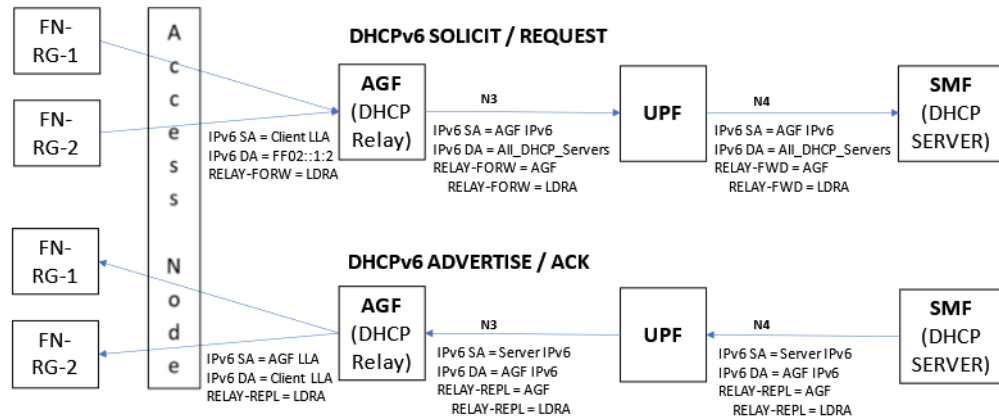 DHCPv6 SOLICIT / REQUEST
FN-
RG-1
FN-
RG-2
A
c
c
e
s
s
N
o
d
e
AGF
(DHCP
Relay)
N3
UPF
N4
SMF
(DHCP
SERVER)
IPv6 SA = Client LLA
IPv6 DA = FF02::1:2
RELAY-FORW = LDRA
IPv6 SA = AGF IPv6
IPv6 DA = All_DHCP_Servers
RELAY-FORW = AGF
RELAY-FORW = LDRA
IPv6 SA = AGF IPv6
IPv6 DA = All_DHCP_Servers
RELAY-FWD = AGF
RELAY-FWD = LDRA
DHCPv6 ADVERTISE / ACK
FN-
RG-1
FN-
RG-2
AGF
(DHCP
Relay)
N3
UPF
N4
SMF
(DHCP
SERVER)
IPv6 SA = AGF LLA
IPv6 DA = Client LLA
RELAY-REPL = LDRA
IPv6 SA = Server IPv6
IPv6 DA = AGF IPv6
RELAY-REPL = AGF
RELAY-REPL = LDRA
IPv6 SA = Server IPv6
IPv6 DA = AGF IPv6
RELAY-REPL = AGF
RELAY-REPL = LDRA